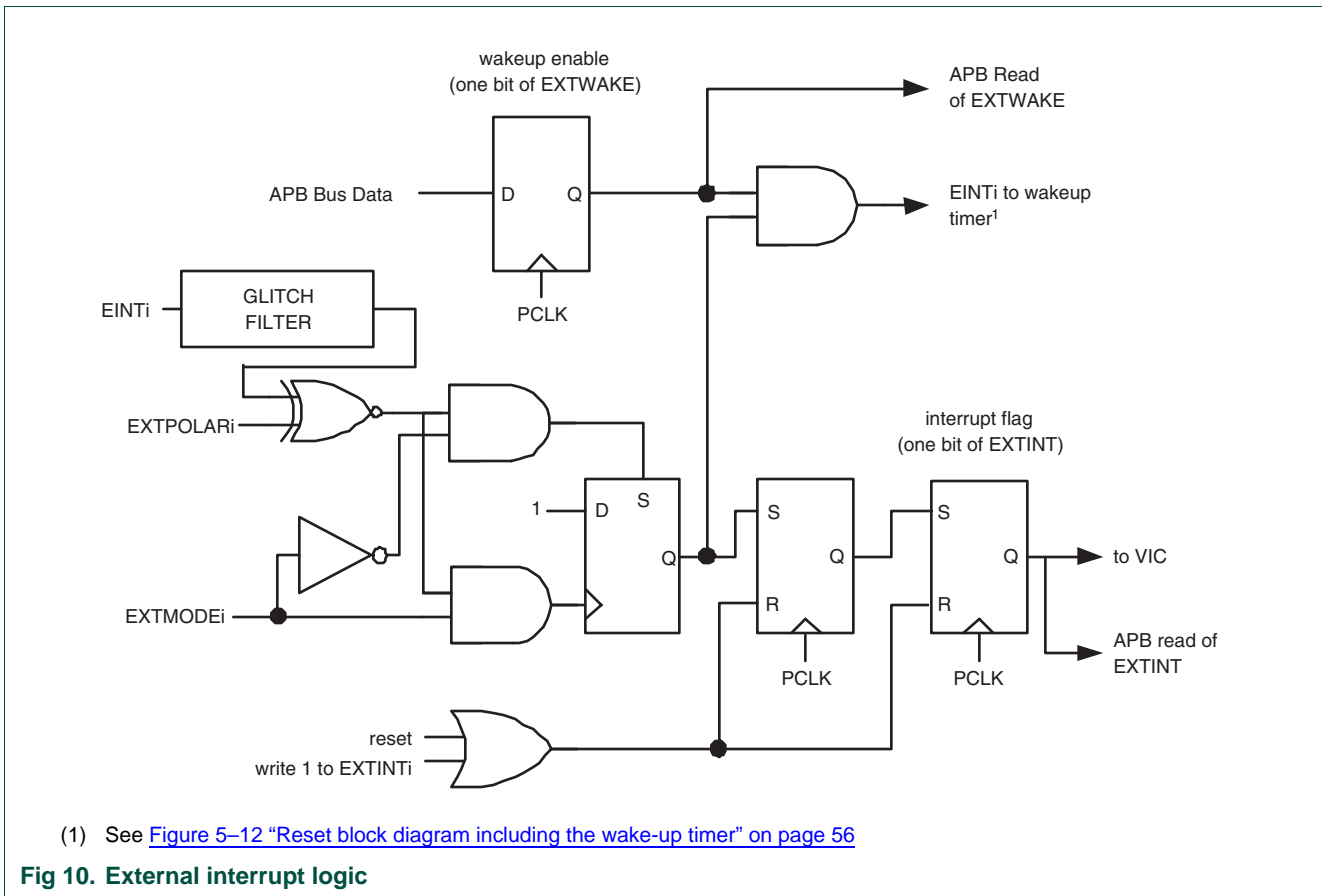 wakeup enable
(one bit of EXTWAKE)
APB Read
of EXTWAKE
APB Bus Data
D
Q
EINTi to wakeup
timer1
PCLK
EINTi
GLITCH
FILTER
EXTPOLARi
interrupt flag
(one bit of EXTINT)
1
D
S
Q
S
Q
R
S
Q
R
to VIC
EXTMODEi
APB read of
EXTINT
PCLK
PCLK
reset
write 1 to EXTINTi
(1) See Figure 5–12 “Reset block diagram including the wake-up timer” on page 56
Fig 10. External interrupt logic